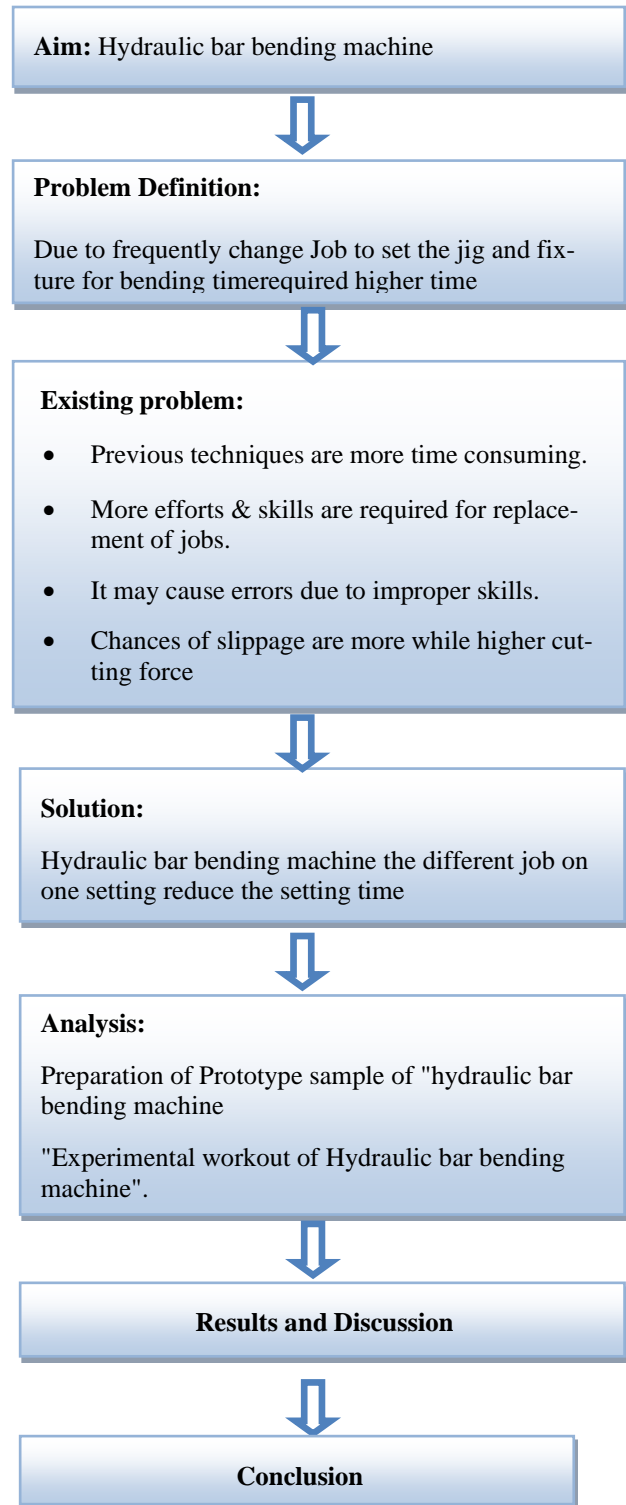 Aim: Hydraulic bar bending machine
Problem Definition:
Due to frequently change Job to set the jig and fix-
ture for bending timerequired higher time
Existing problem:
• Previous techniques are more time consuming.
• More efforts & skills are required for replace-
ment of jobs.
• It may cause errors due to improper skills.
• Chances of slippage are more while higher cut-
ting force
Solution:
Hydraulic bar bending machine the different job on
one setting reduce the setting time
Analysis:
Preparation of Prototype sample of "hydraulic bar
bending machine
"Experimental workout of Hydraulic bar bending
machine".
Results and Discussion
Conclusion